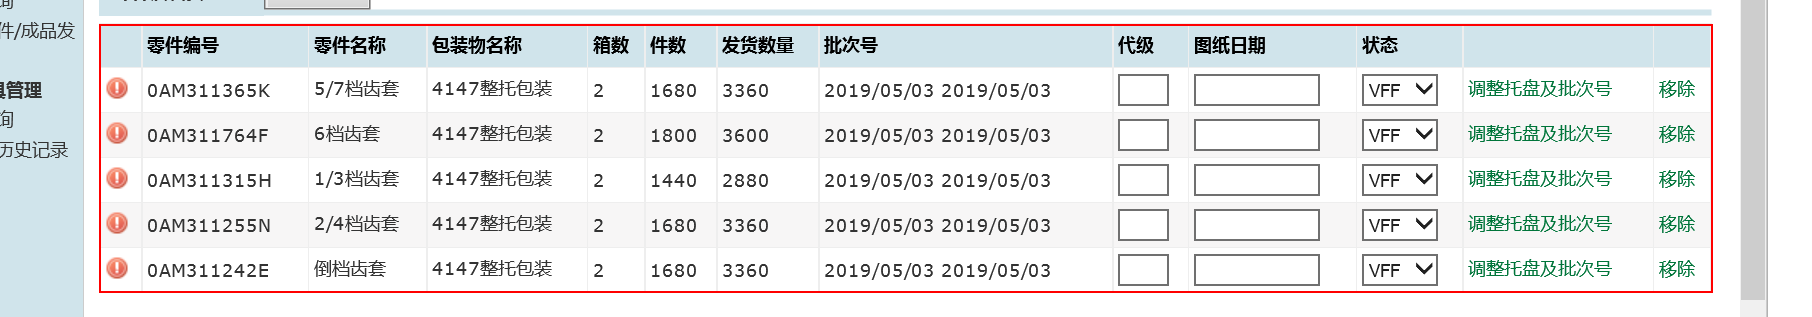 件/成品发
管理
询
历史记录
零件编号 零件名称 包装物名称 箱数 件数 发货数量 批次号 代级 图纸日期 状态
0AM311365K 5/7档齿套 4147整托包装 2 1680 3360 2019/05/03 2019/05/03 VFF 调整托盘及批次号 移除
0AM311764F 6档齿套 4147整托包装 2 1800 3600 2019/05/03 2019/05/03 VFF 调整托盘及批次号 移除
0AM311315H 1/3档齿套 4147整托包装 2 1440 2880 2019/05/03 2019/05/03 VFF 调整托盘及批次号 移除
0AM311255N 2/4档齿套 4147整托包装 2 1680 3360 2019/05/03 2019/05/03 VFF 调整托盘及批次号 移除
0AM311242E 倒档齿套 4147整托包装 2 1680 3360 2019/05/03 2019/05/03 VFF 调整托盘及批次号 移除